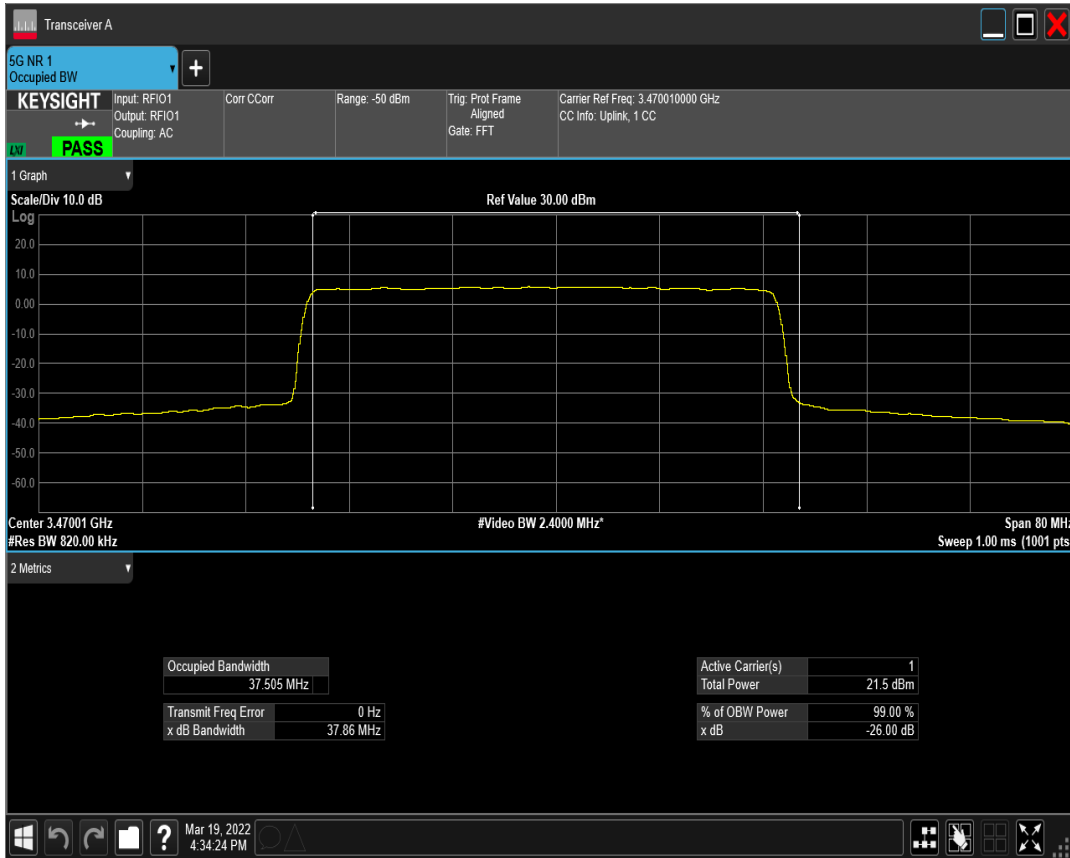 Transceiver A
5G NR 1
Occupied BW
+
KEYSIGHT
LXI
PASS
Input: RFIO1
Output: RFIO1
Coupling: AC
Corr CCorr
Range: -50 dBm
Trig: Prot Frame
Aligned
Gate: FFT
Carrier Ref Freq: 3.470010000 GHz
CC Info: Uplink, 1 CC
1 Graph
Scale/Div 10.0 dB
Ref Value 30.00 dBm
Log
20.0
10.0
0.00
-10.0
-20.0
-30.0
-40.0
-50.0
-60.0
Center 3.47001 GHz
#Video BW 2.4000 MHz*
Span 80 MHz
#Res BW 820.00 kHz
Sweep 1.00 ms (1001 pts
2 Metrics
Occupied Bandwidth
37.505 MHz
Transmit Freq Error 0 Hz
x dB Bandwidth 37.86 MHz
Active Carrier(s) 1
Total Power 21.5 dBm
% of OBW Power 99.00 %
x dB -26.00 dB
?
Mar 19, 2022
4:34:24 PM